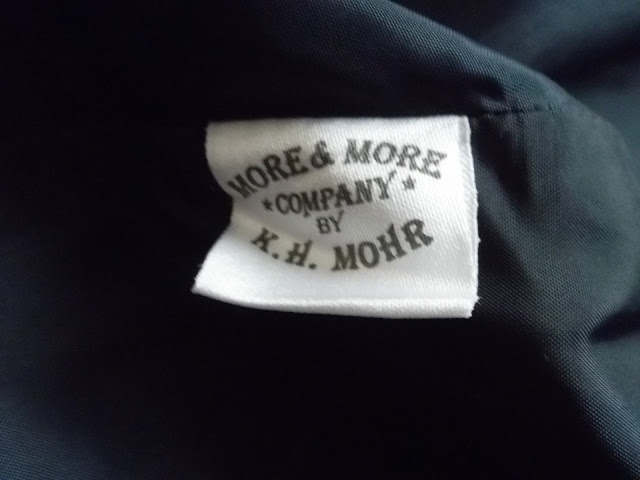 MORE & MORE
*COMPANY*
BY
K.H. MOHR